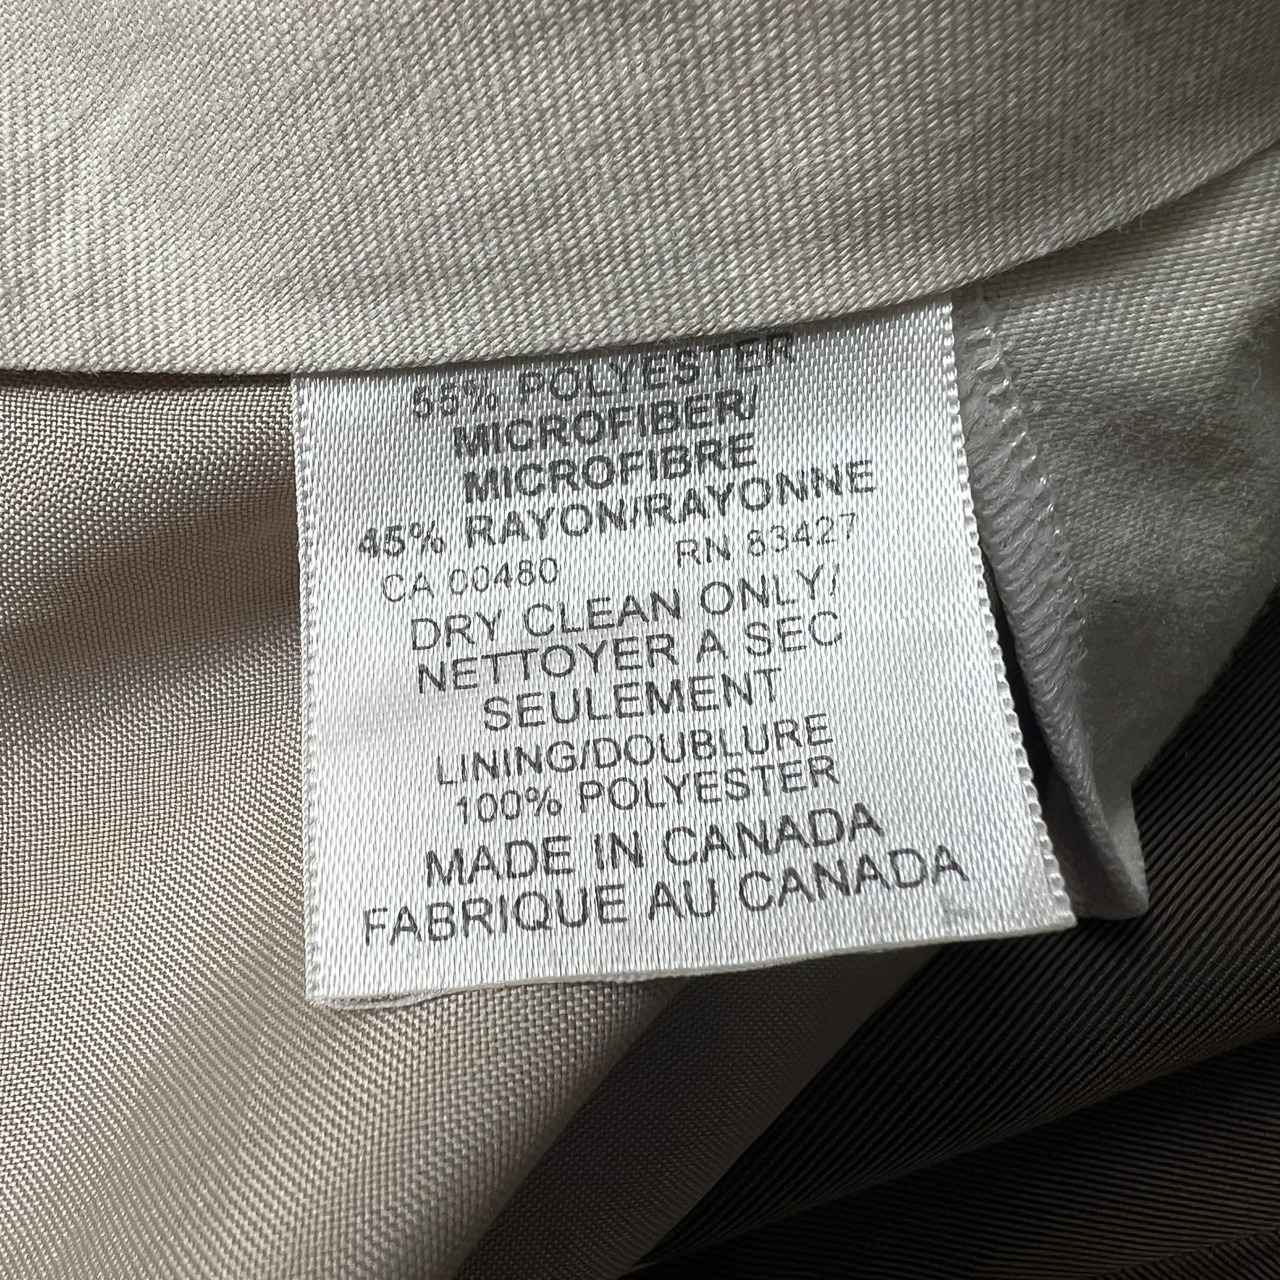 55% POLYESTER
MICROFIBER/
MICROFIBRE
45% RAYON/RAYONNE
CA 00480 RN 83427
DRY CLEAN ONLY/
NETTOYER A SEC
SEULEMENT
LINING/DOUBLURE
100% POLYESTER
MADE IN CANADA
FABRIQUE AU CANADA